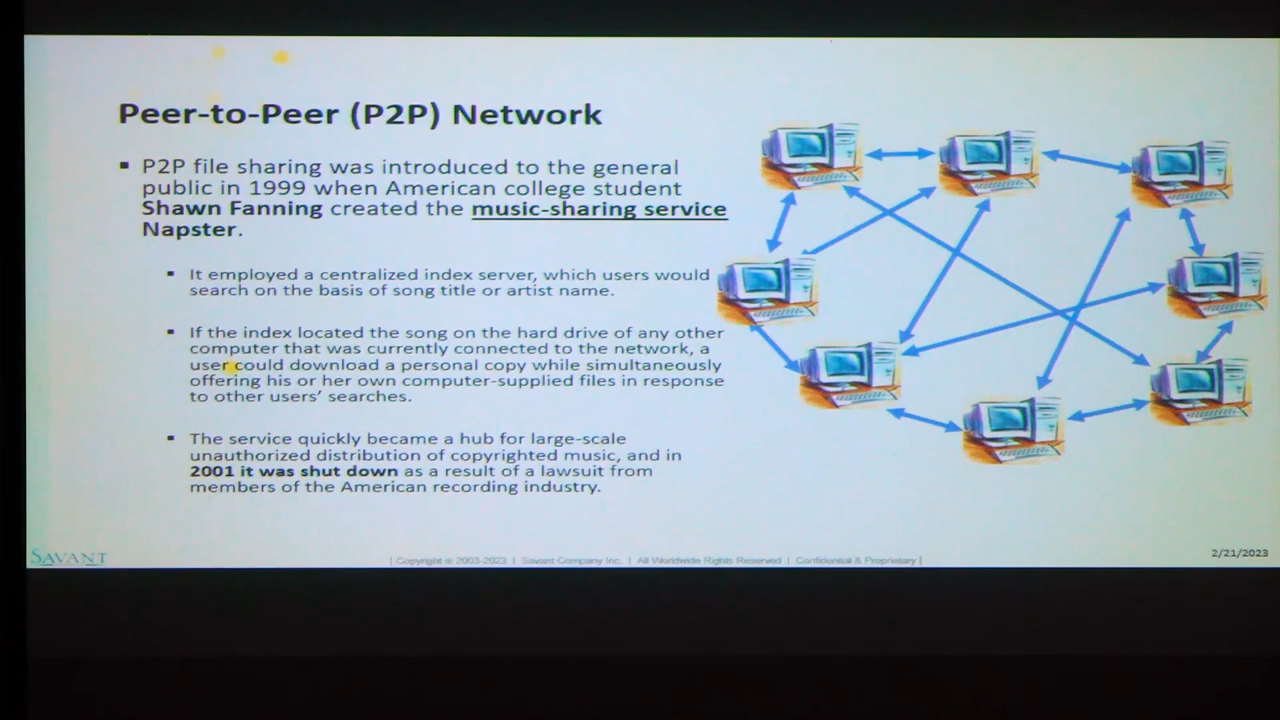 Peer-to-Peer (P2P) Network
▪ P2P file sharing was introduced to the general
public in 1999 when American college student
Shawn Fanning created the music-sharing service
Napster.
▪ It employed a centralized index server, which users would
search on the basis of song title or artist name.
▪ If the index located the song on the hard drive of any other
computer that was currently connected to the network, a
user could download a personal copy while simultaneously
offering his or her own computer-supplied files in response
to other users’ searches.
▪ The service quickly became a hub for large-scale
unauthorized distribution of copyrighted music, and in
2001 it was shut down as a result of a lawsuit from
members of the American recording industry.
SAVANT
| Copyright © 2003-2023 | Savant Company Inc. | All Worldwide Rights Reserved | Confidential & Proprietary |
2/21/2023